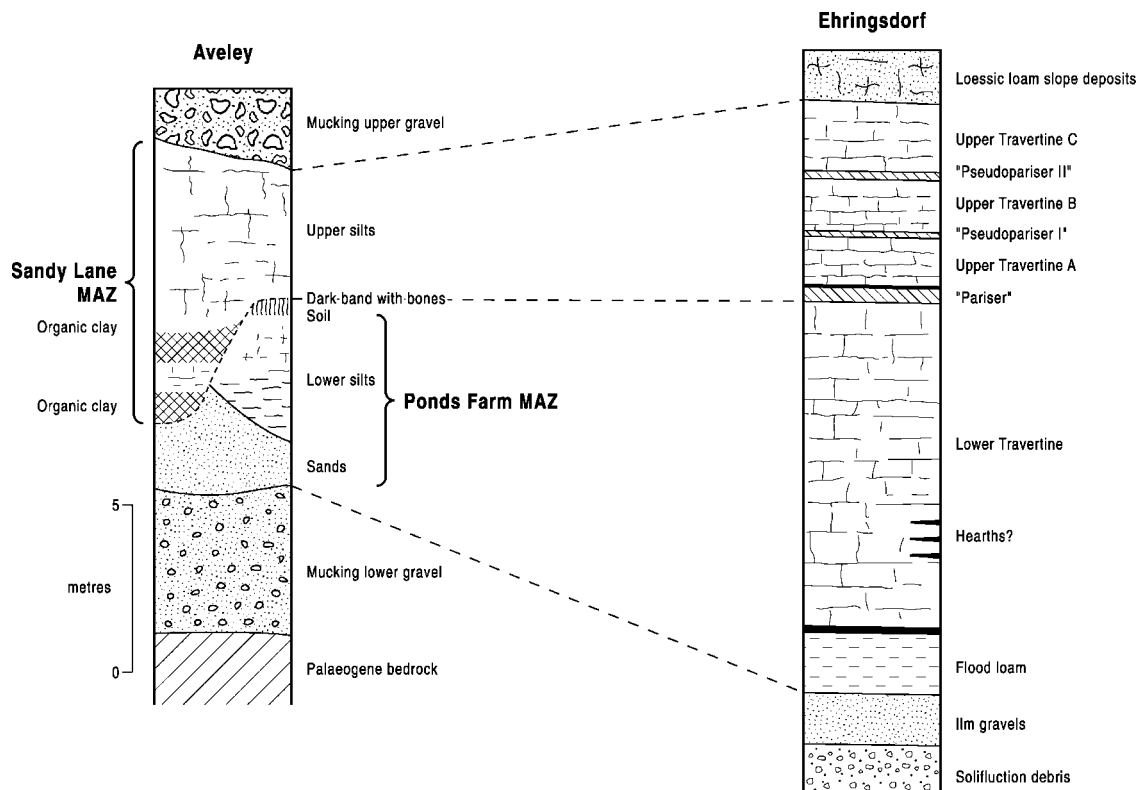 Aveley
Mucking upper gravel
Upper silts
Sandy Lane
MAZ
Dark band with bones
Soil
Organic clay
Lower silts
Organic clay
Ponds Farm MAZ
Sands
5
metres
0
Mucking lower gravel
Palaeogene bedrock
Ehringsdorf
Loessic loam slope deposits
Upper Travertine C
"Pseudopariser II"
Upper Travertine B
"Pseudopariser I"
Upper Travertine A
"Pariser"
Lower Travertine
Hearths?
Flood loam
Ilm gravels
Solifluction debris